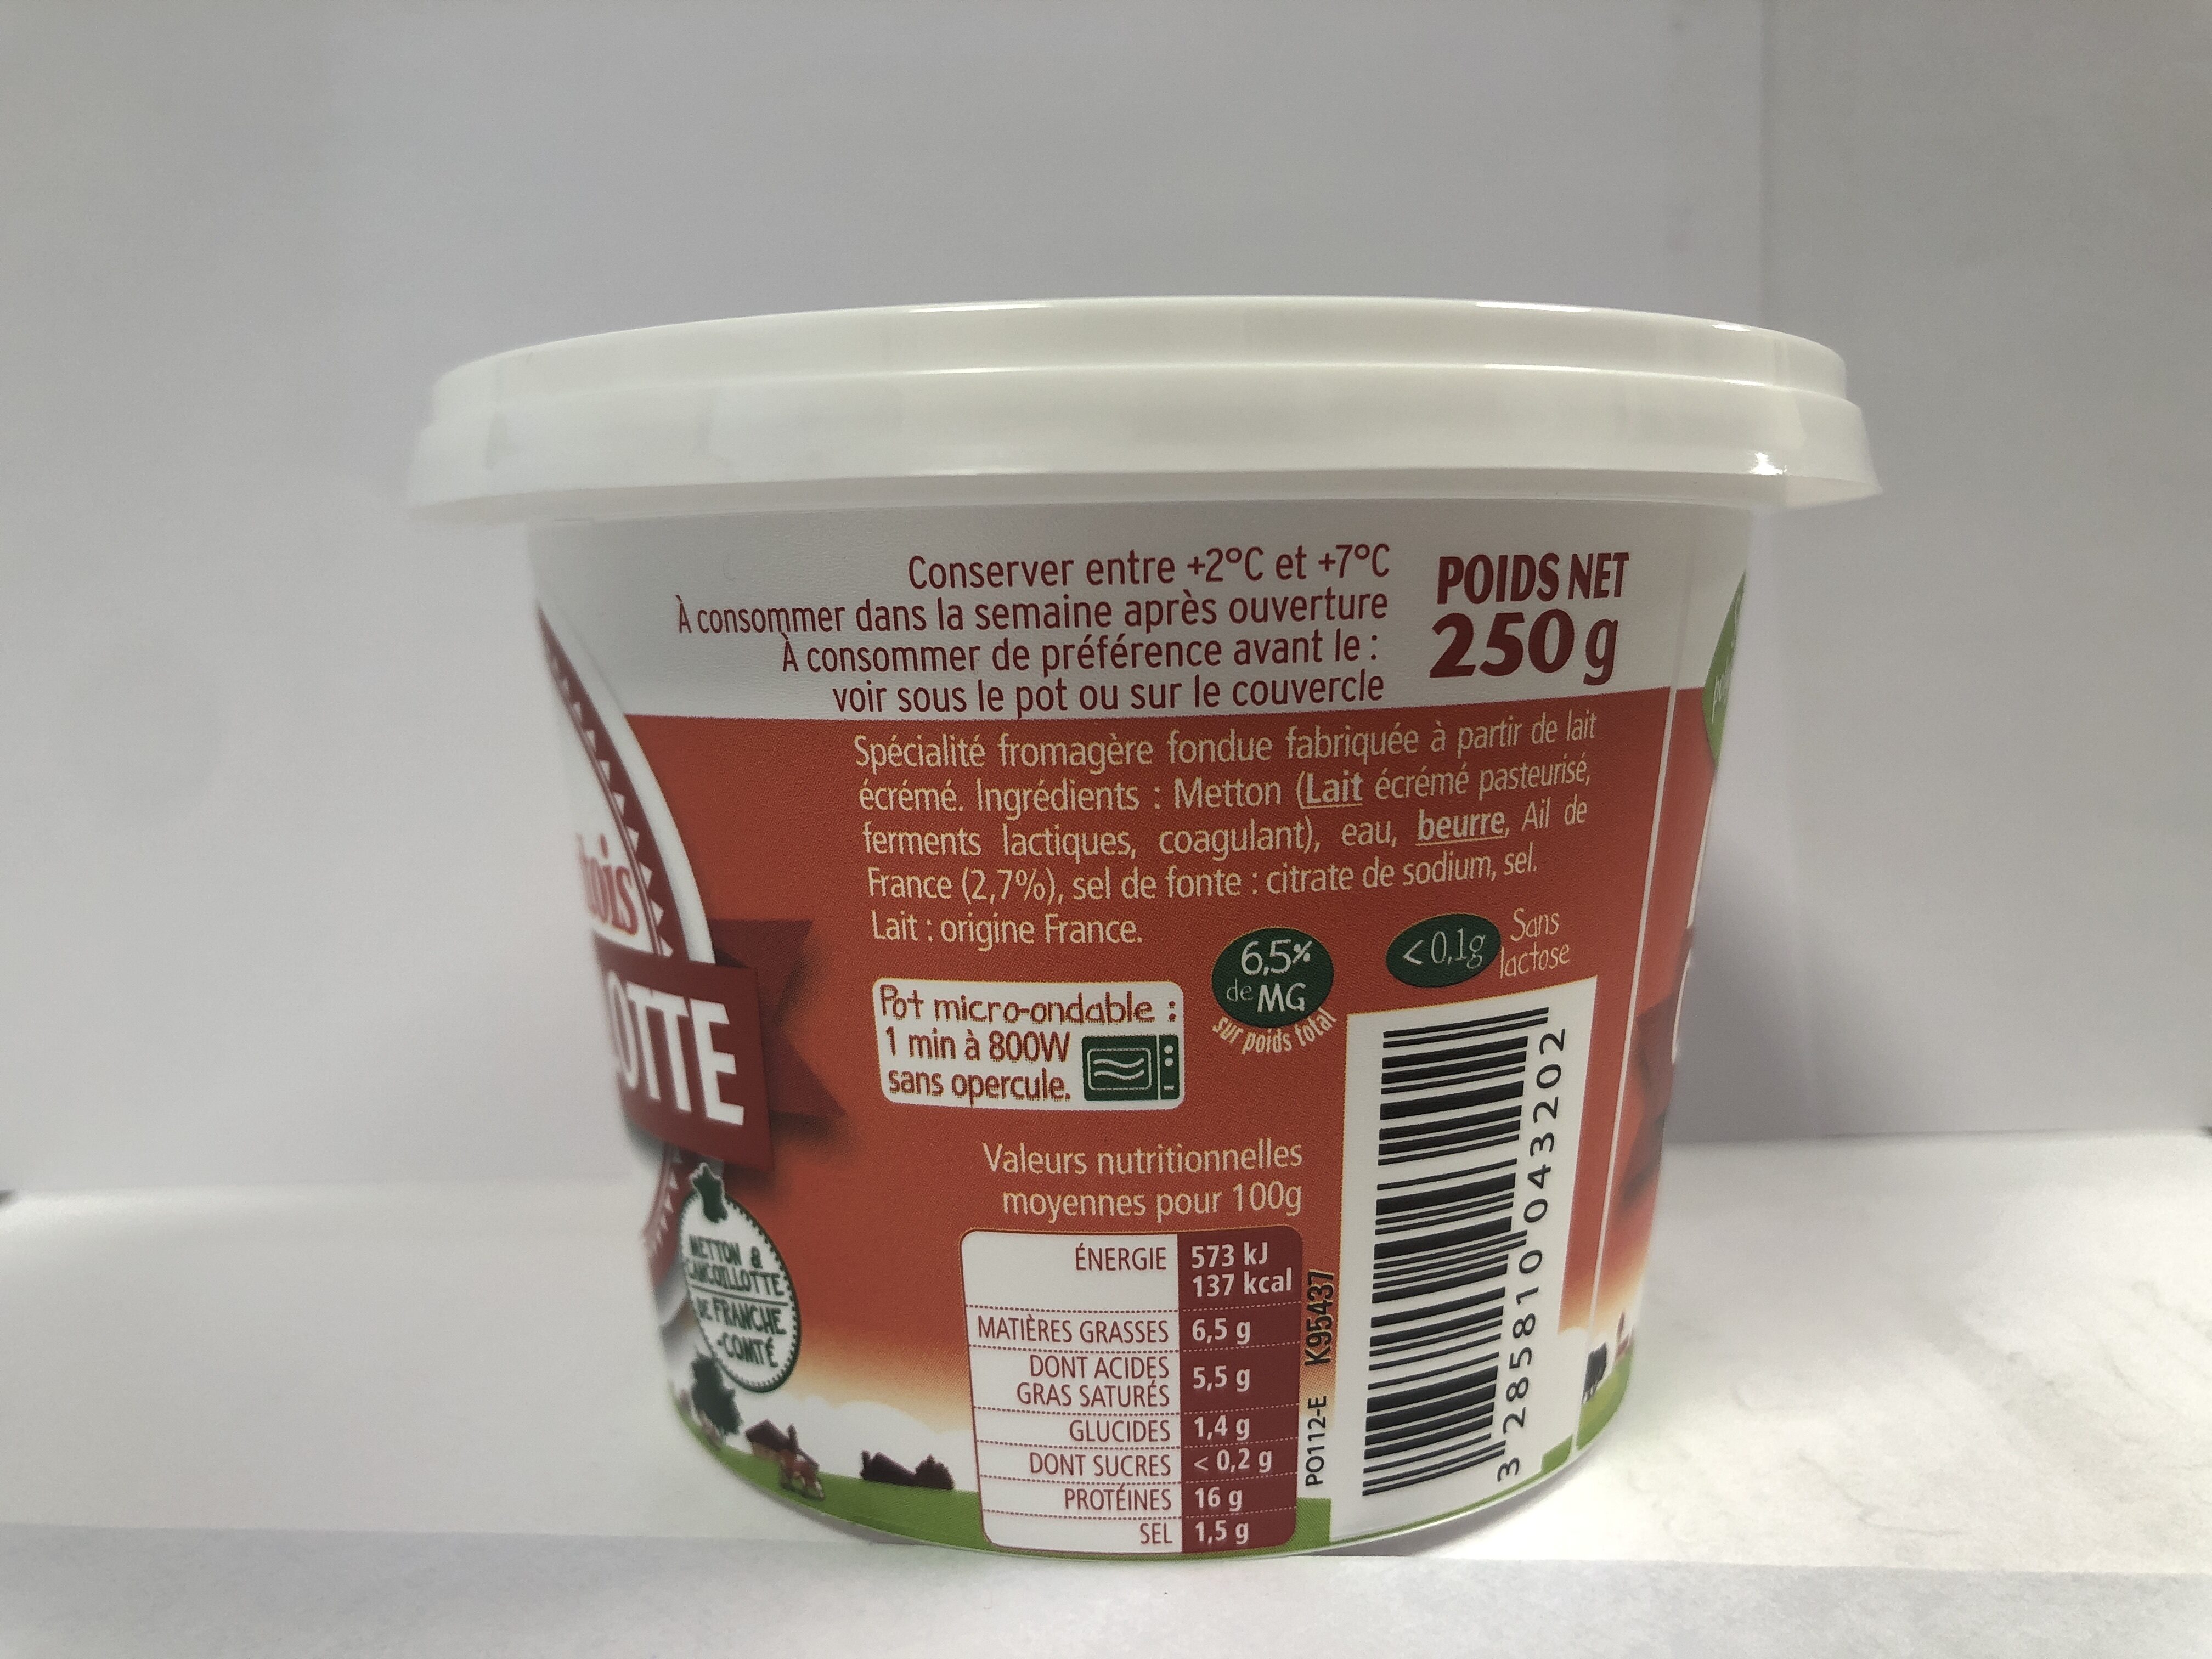 Conserver entre +2°C et +7°C
À consommer dans la semaine après ouverture
À consommer de préférence avant le :
voir sous le pot ou sur le couvercle
POIDS NET
250 g
Spécialité fromagère fondue fabriquée à partir de lait
écrémé. Ingrédients : Metton (Lait écrémé pasteurisé,
ferments lactiques, coagulant), eau, beurre, Ail de
France (2,7%), sel de fonte : citrate de sodium, sel.
Lait : origine France.
6,5%
de MG
sur poids total
<0,1g
Sans
lactose
Pot micro-ondable :
1 min à 800W
sans opercule.
Valeurs nutritionnelles
moyennes pour 100g
ÉNERGIE 573 kJ
137 kcal
MATIÈRES GRASSES 6,5 g
DONT ACIDES
GRAS SATURÉS 5,5 g
GLUCIDES 1,4 g
DONT SUCRES < 0,2 g
PROTÉINES 16 g
SEL 1,5 g
PO112-E K95437
3 285810 043202
OTTE
METTON &
CANCOILLOTTE
DE FRANCHE
-COMTÉ